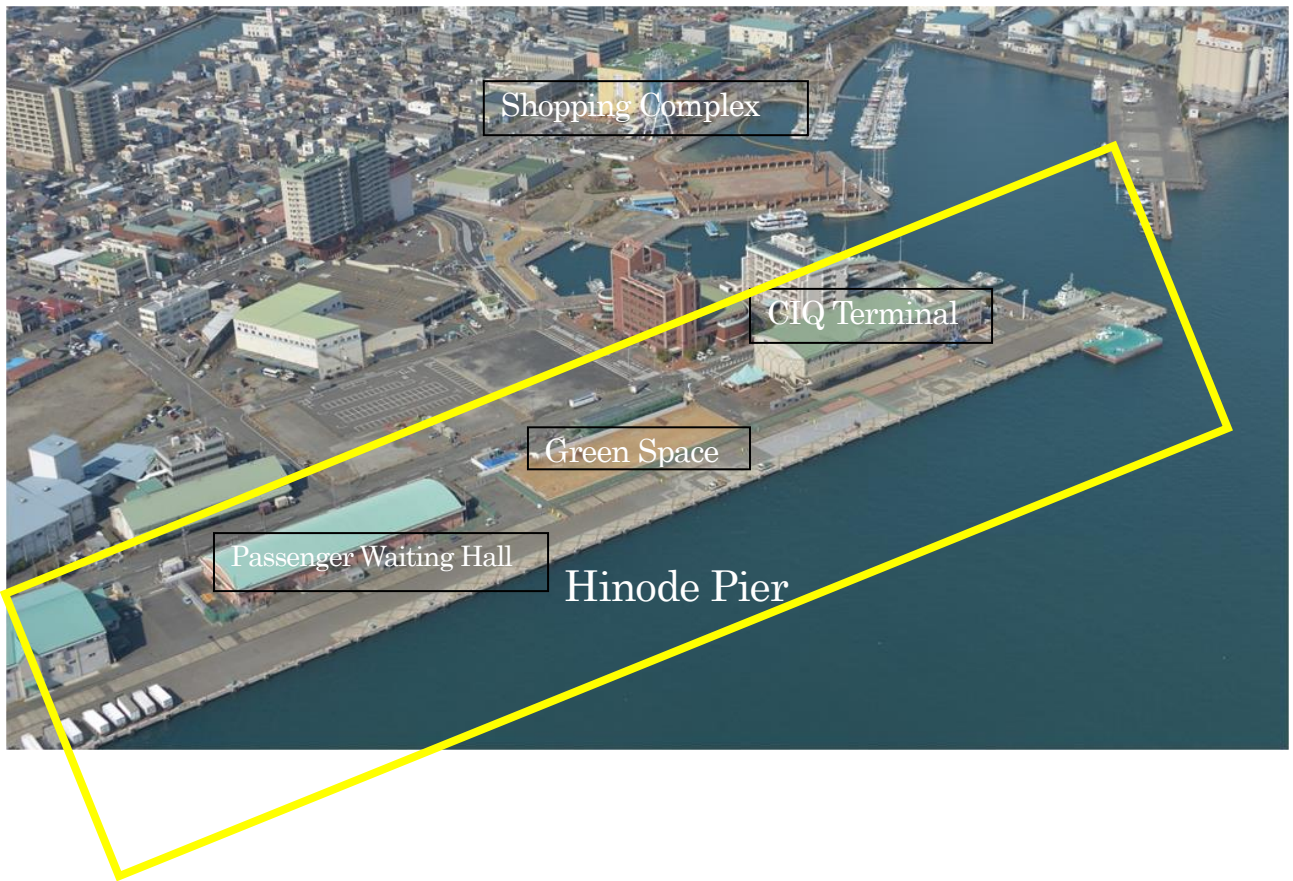 Shopping Complex
CIQ Terminal
Green Space
Passenger Waiting Hall
Hinode Pier